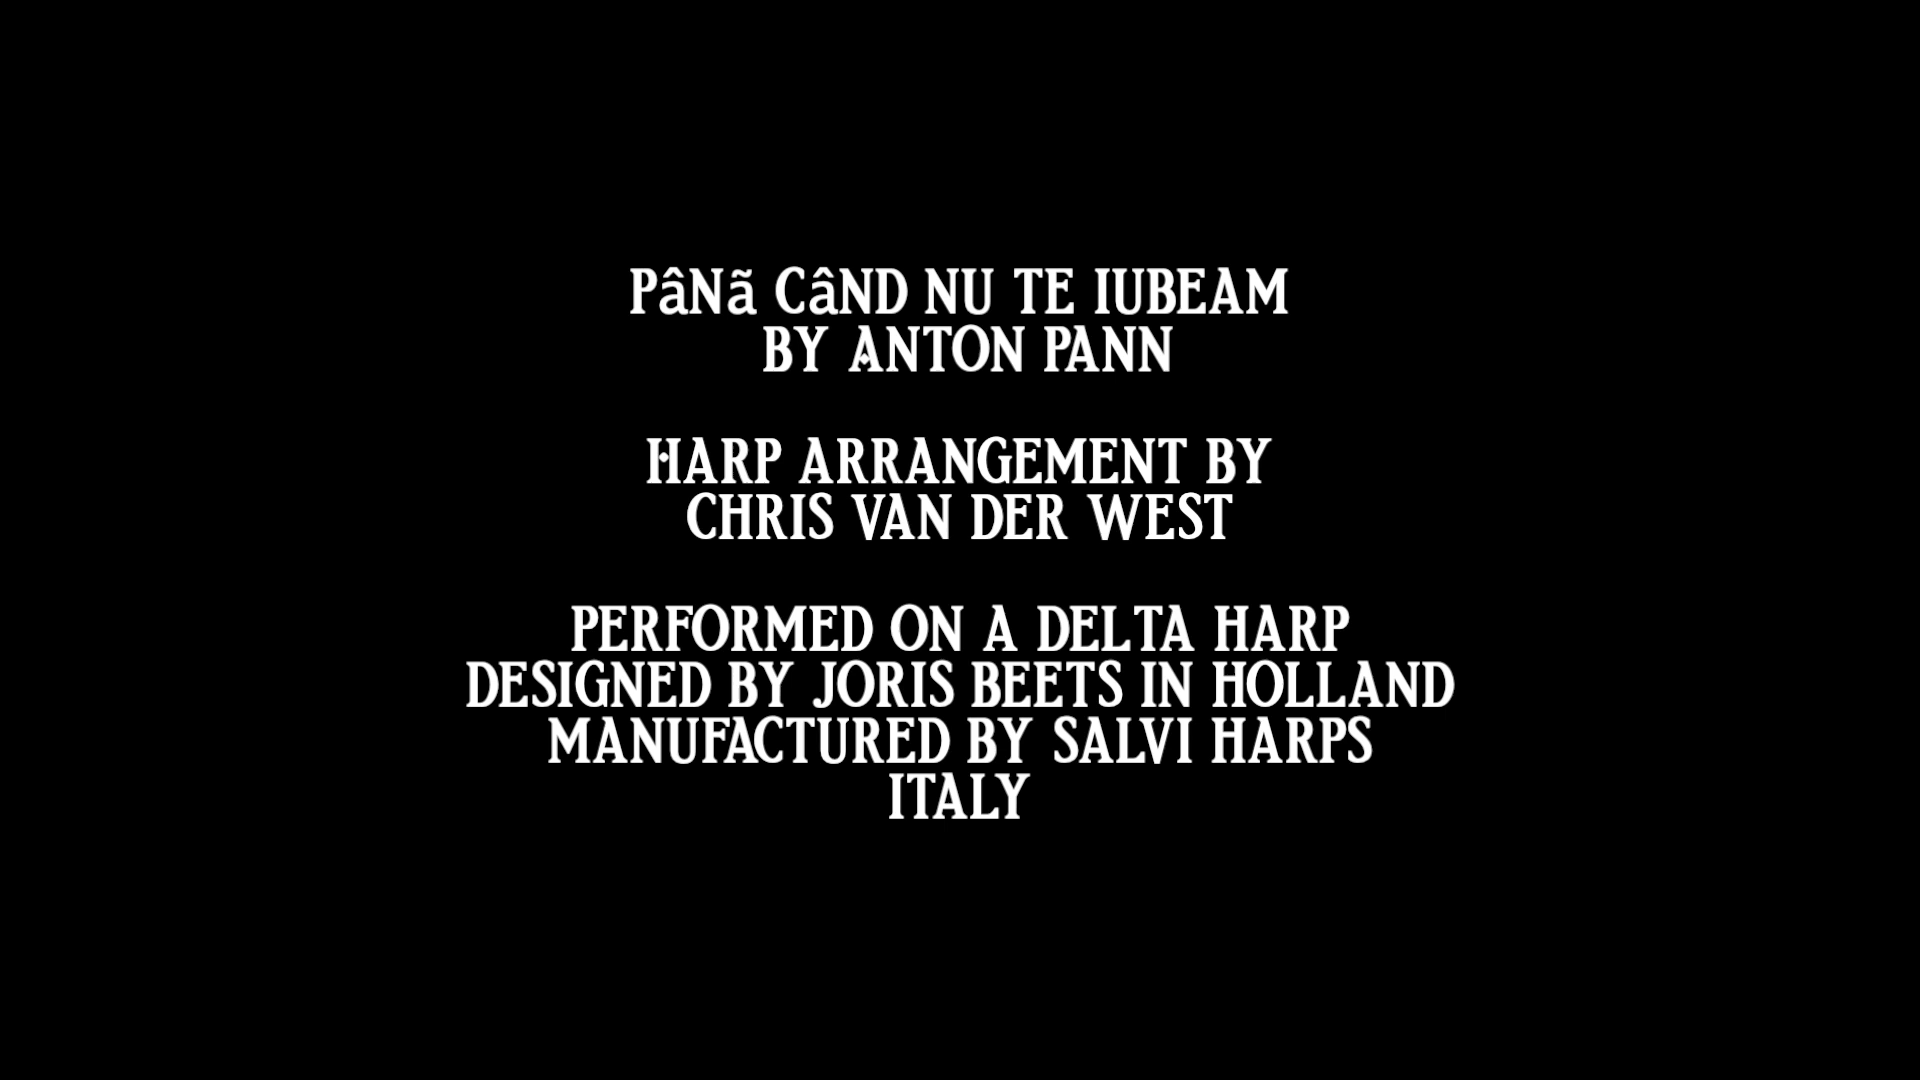 PâNã CâND NU TE IUBEAM
BY ANTON PANN
HARP ARRANGEMENT BY
CHRIS VAN DER WEST
PERFORMED ON A DELTA HARP
DESIGNED BY JORIS BEETS IN HOLLAND
MANUFACTURED BY SALVI HARPS
ITALY